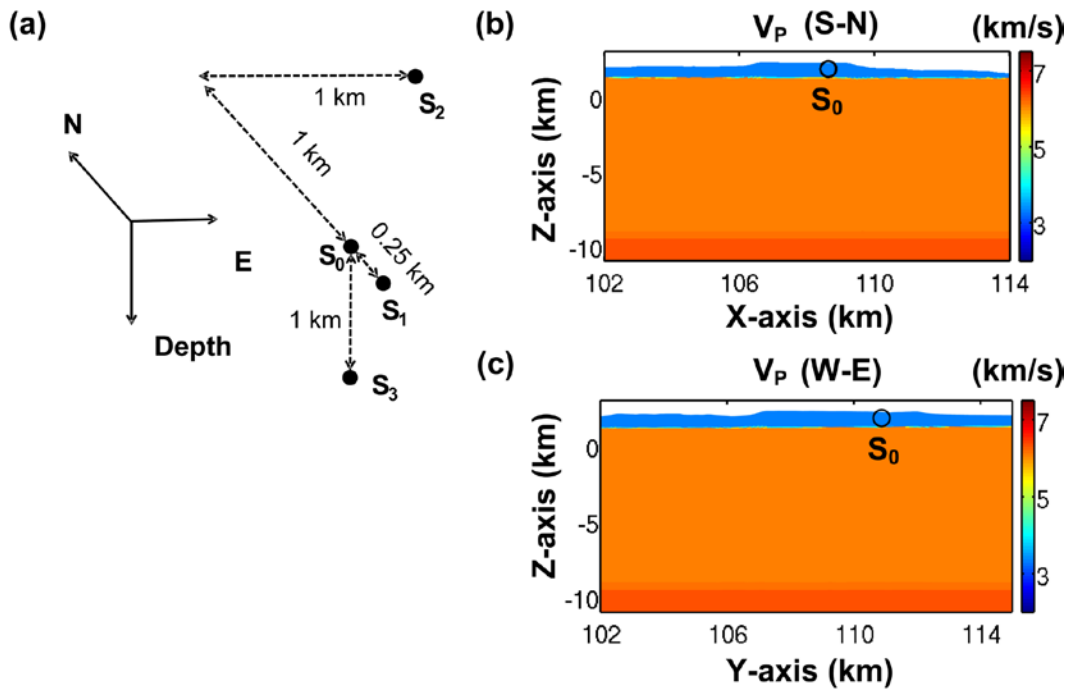 (a)
1 km
S2
N
1 km
E
S0
0.25 km
S1
1 km
Depth
S3
(b)
VP (S-N)
(km/s)
Z-axis (km)
0
-5
-10
S0
7
5
3
102
106
110
114
X-axis (km)
(c)
VP (W-E)
(km/s)
Z-axis (km)
0
-5
-10
S0
7
5
3
102
106
110
114
Y-axis (km)